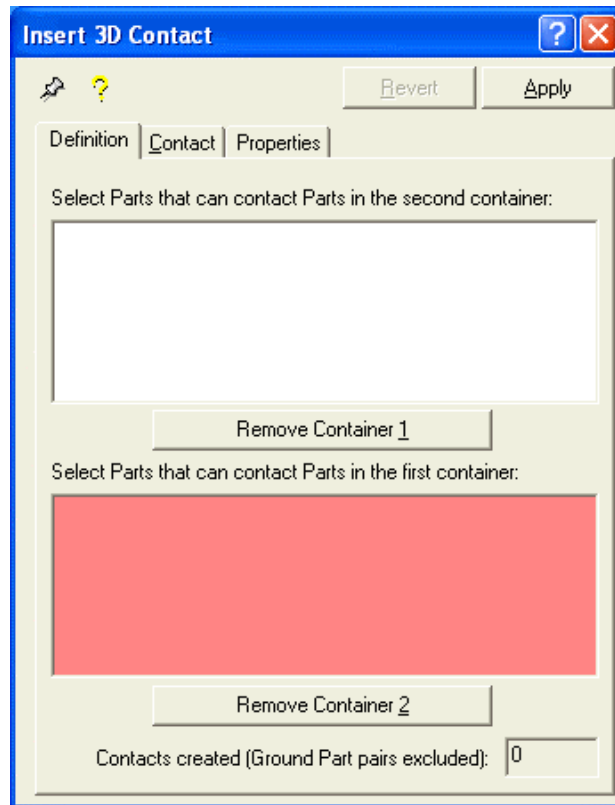 Insert 3D Contact
Revert Apply
Definition Contact Properties
Select Parts that can contact Parts in the second container:
Remove Container 1
Select Parts that can contact Parts in the first container:
Remove Container 2
Contacts created (Ground Part pairs excluded): 0